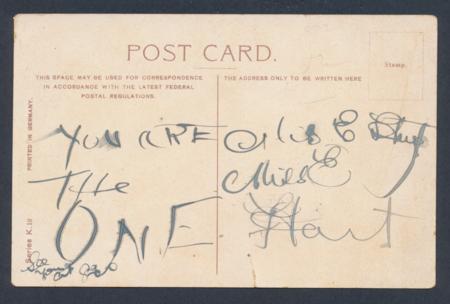 POST CARD.
Stamp.
THIS SPACE MAY BE USED FOR CORRESPONDENCE
IN ACCORDANCE WITH THE LATEST FEDERAL
POSTAL REGULATIONS.
THE ADDRESS ONLY TO BE WRITTEN HERE
PRINTED IN GERMANY.
Series K.
YOU ARE
THE
ONE
Miss E
Miss E
Hart